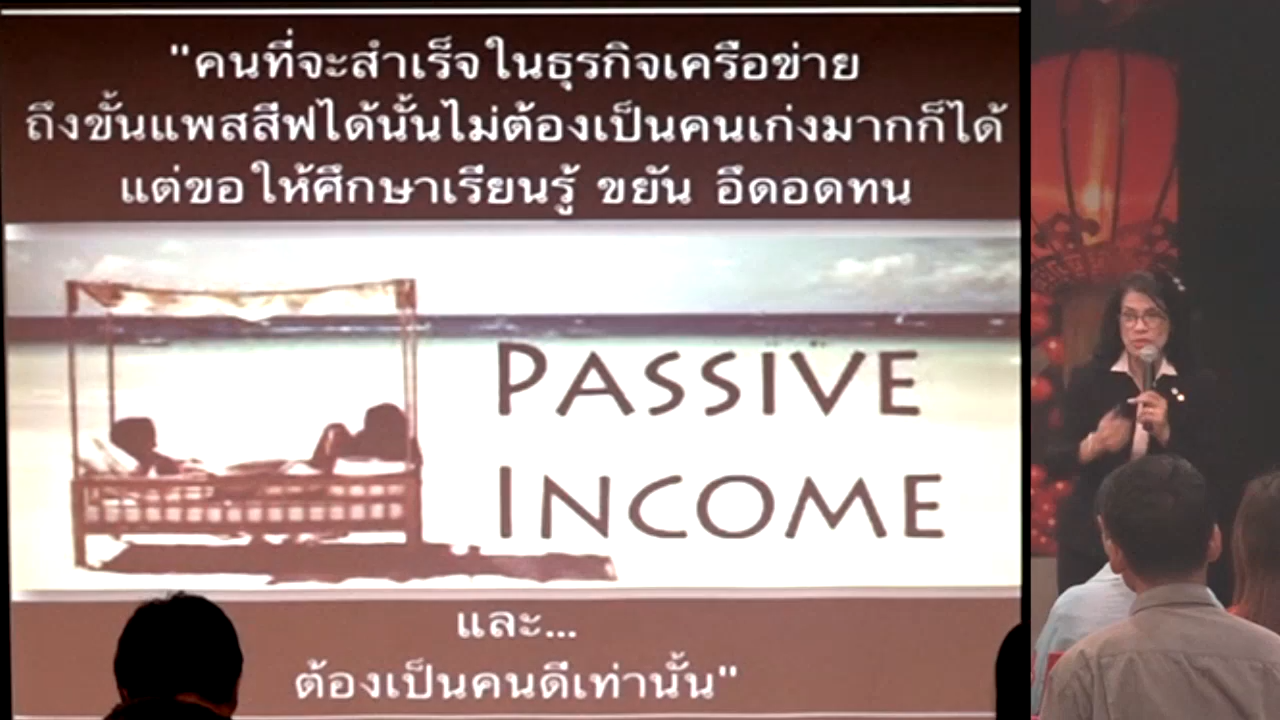 "คนที่จะสำเร็จในธุรกิจเครือข่าย
ถึงขั้นแพสสีฟได้นั้นไม่ต้องเป็นคนเก่งมากก็ได้
แต่ขอให้ศึกษาเรียนรู้ ขยัน อึดอดทน
PASSIVE
INCOME
และ...
ต้องเป็นคนดีเท่านั้น"